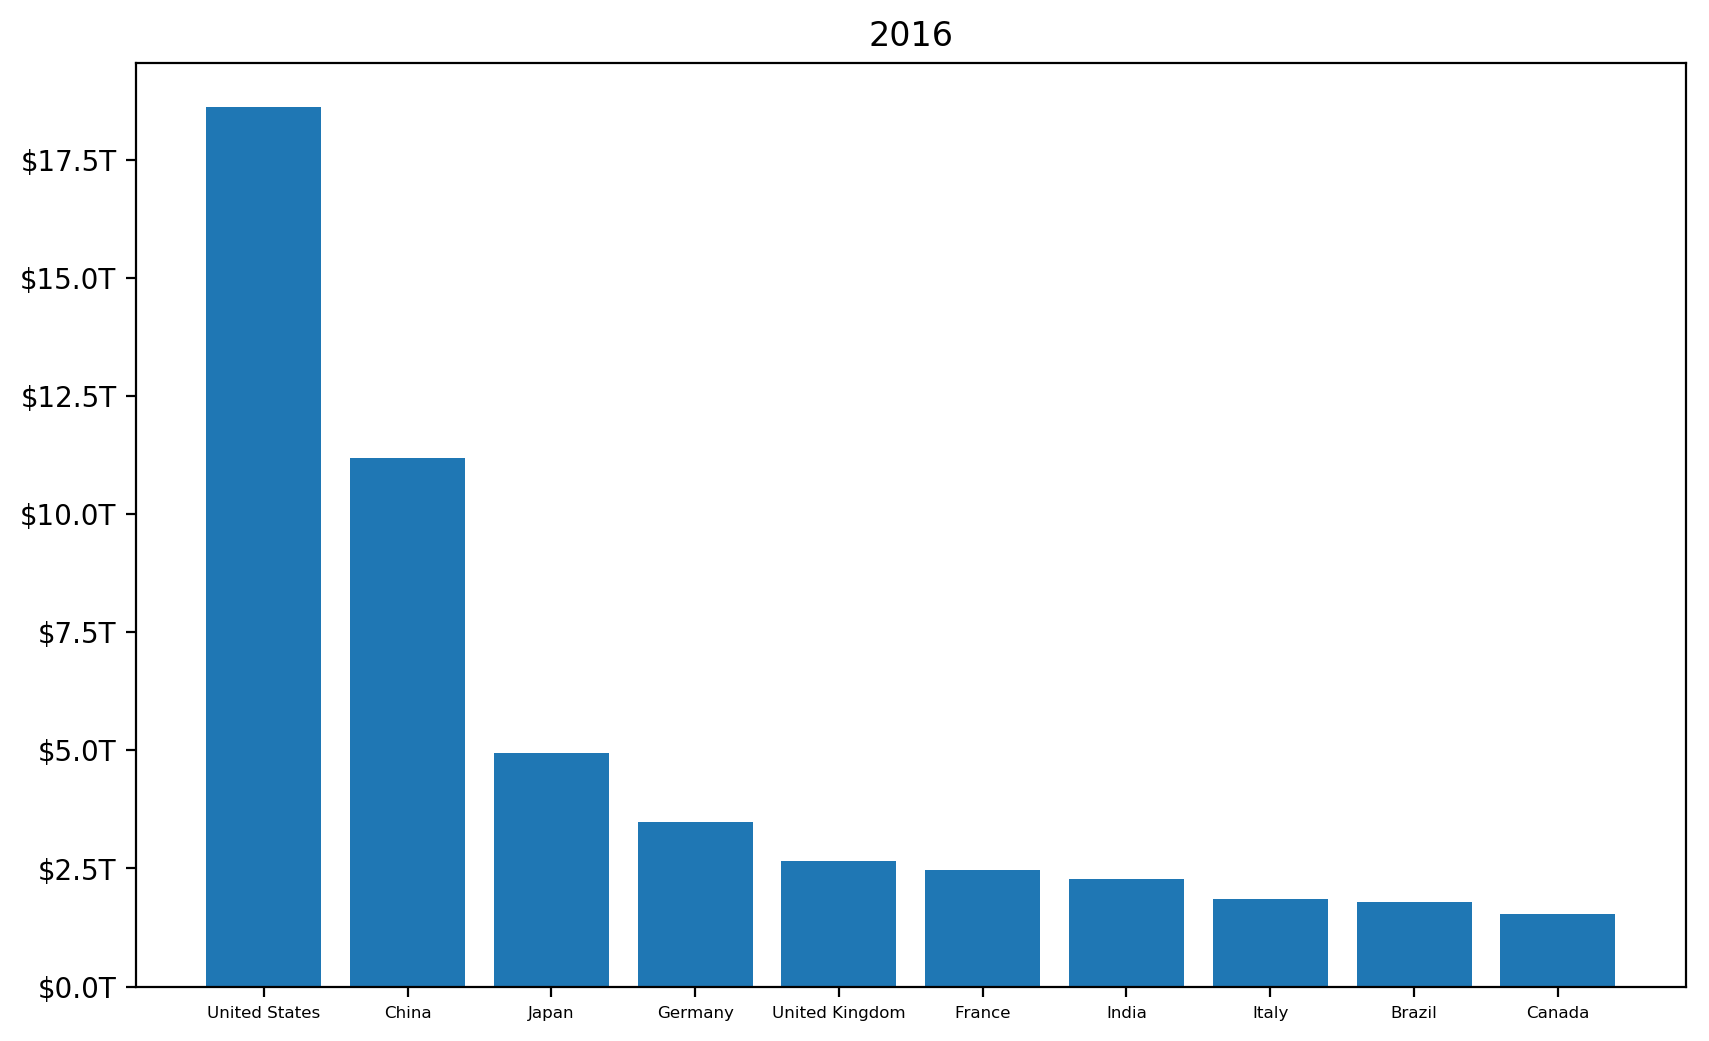 2016
$17.5T
$15.0T
$12.5T
$10.0T
$7.5T
$5.0T
$2.5T
$0.0T
United States China Japan Germany United Kingdom France India Italy Brazil Canada